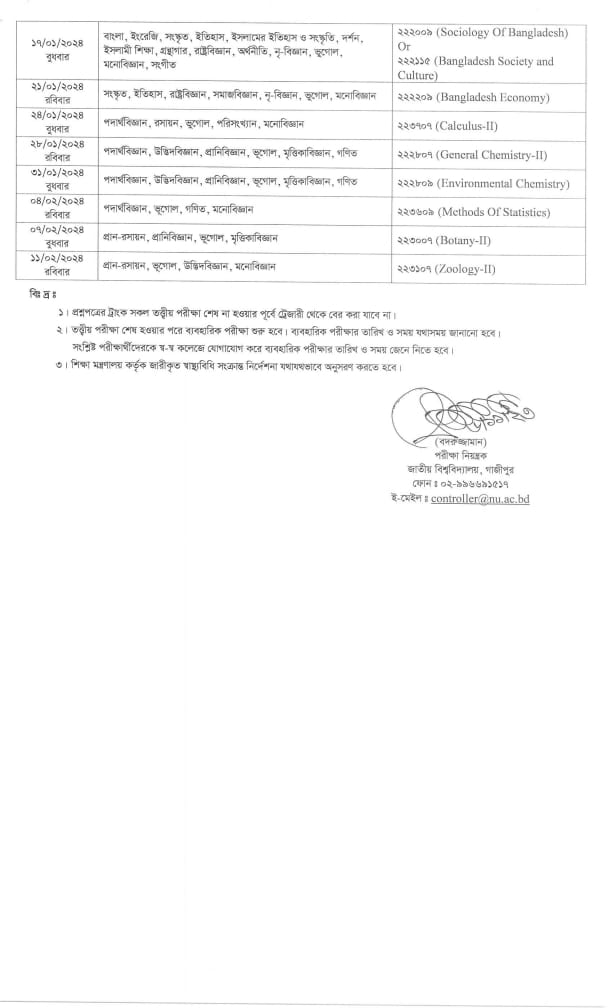 ১৭/০১/২০২৪
বুধবার
বাংলা, ইংরেজি, সংস্কৃত, ইতিহাস, ইসলামের ইতিহাস ও সংস্কৃতি, দর্শন,
ইসলামী শিক্ষা, গ্রন্থাগার, রাষ্ট্রবিজ্ঞান, অর্থনীতি, নৃ-বিজ্ঞান, ভূগোল,
মনোবিজ্ঞান, সংগীত
২২২০০৯ (Sociology Of Bangladesh)
Or
২২২১১৫ (Bangladesh Society and
Culture)
২১/০১/২০২৪
রবিবার
সংস্কৃত, ইতিহাস, রাষ্ট্রবিজ্ঞান, সমাজবিজ্ঞান, নৃ-বিজ্ঞান, ভূগোল, মনোবিজ্ঞান
২২২২০৯ (Bangladesh Economy)
২৪/০১/২০২৪
বুধবার
পদার্থবিজ্ঞান, রসায়ন, ভূগোল, পরিসংখ্যান, মনোবিজ্ঞান
২২৩৭০৭ (Calculus-II)
২৮/০১/২০২৪
রবিবার
পদার্থবিজ্ঞান, উদ্ভিদবিজ্ঞান, প্রানিবিজ্ঞান, ভূগোল, মৃত্তিকাবিজ্ঞান, গণিত
২২২৮০৭ (General Chemistry-II)
৩১/০১/২০২৪
বুধবার
পদার্থবিজ্ঞান, উদ্ভিদবিজ্ঞান, প্রানিবিজ্ঞান, ভূগোল, মৃত্তিকাবিজ্ঞান, গণিত
২২২৮০৯ (Environmental Chemistry)
০৪/০২/২০২৪
রবিবার
পদার্থবিজ্ঞান, ভূগোল, গণিত, মনোবিজ্ঞান
২২৩৬০৯ (Methods Of Statistics)
০৭/০২/২০২৪
বুধবার
প্রান-রসায়ন, প্রানিবিজ্ঞান, ভূগোল, মৃত্তিকাবিজ্ঞান
২২৩০০৭ (Botany-II)
১১/০২/২০২৪
রবিবার
প্রান-রসায়ন, ভূগোল, উদ্ভিদবিজ্ঞান, মনোবিজ্ঞান
২২৩১০৭ (Zoology-II)
বিঃ দ্রঃ
১। প্রশ্নপত্রের ট্রাংক সকল তত্ত্বীয় পরীক্ষা শেষ না হওয়ার পূর্বে ট্রেজারী থেকে বের করা যাবে না।
২। তত্ত্বীয় পরীক্ষা শেষ হওয়ার পরে ব্যবহারিক পরীক্ষা শুরু হবে। ব্যবহারিক পরীক্ষার তারিখ ও সময় যথাসময় জানানো হবে।
সংশ্লিষ্ট পরীক্ষার্থীদেরকে স্ব-স্ব কলেজে যোগাযোগ করে ব্যবহারিক পরীক্ষার তারিখ ও সময় জেনে নিতে হবে।
৩। শিক্ষা মন্ত্রণালয় কর্তৃক জারীকৃত স্বাস্থ্যবিধি সংক্রান্ত নির্দেশনা যথাযথভাবে অনুসরণ করতে হবে।
(বদরুজ্জামান)
পরীক্ষা নিয়ন্ত্রক
জাতীয় বিশ্ববিদ্যালয়, গাজীপুর
ফোন ঃ ০২-৯৯৬৬৯১৫১৭
ই-মেইল ঃ controller@nu.ac.bd